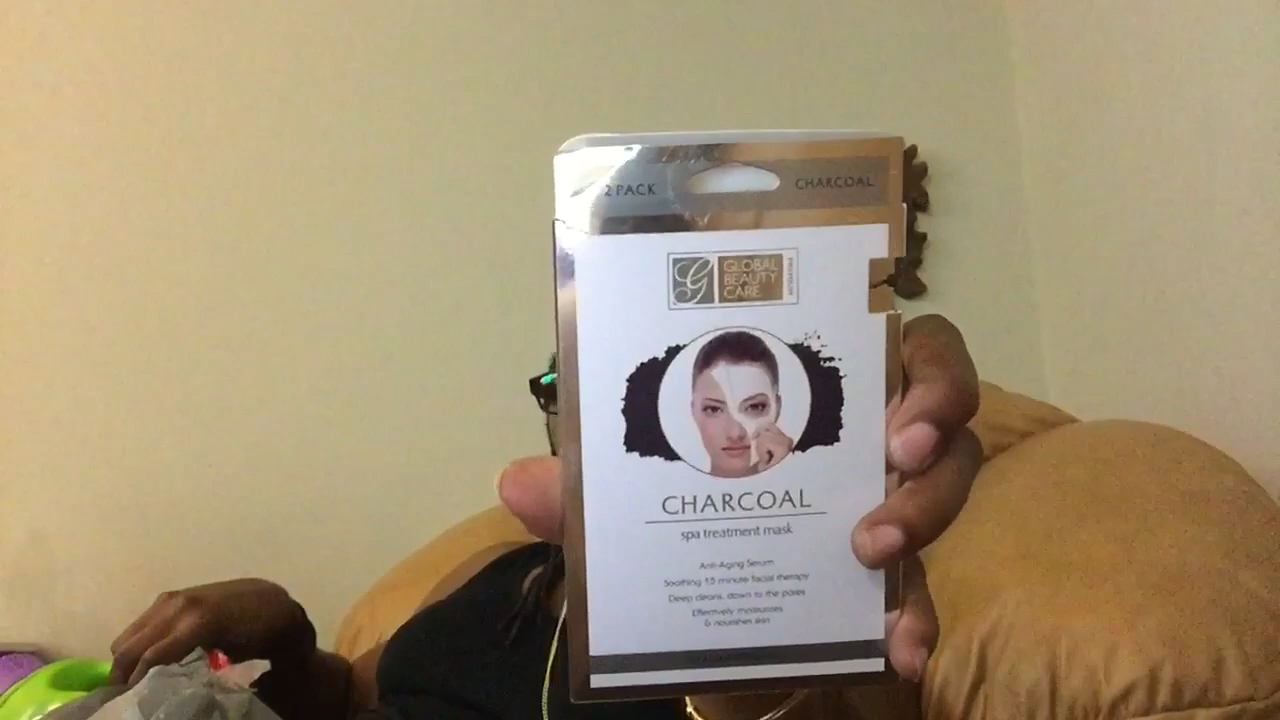 2 PACK
CHARCOAL
G
GLOBAL
BEAUTY
CARE
PREMIUM
CHARCOAL
spa treatment mask
Anti-Aging Serum
Soothing 15 minute facial therapy
Deep cleans, down to the pores
Effectively moisturizes
& nourishes skin